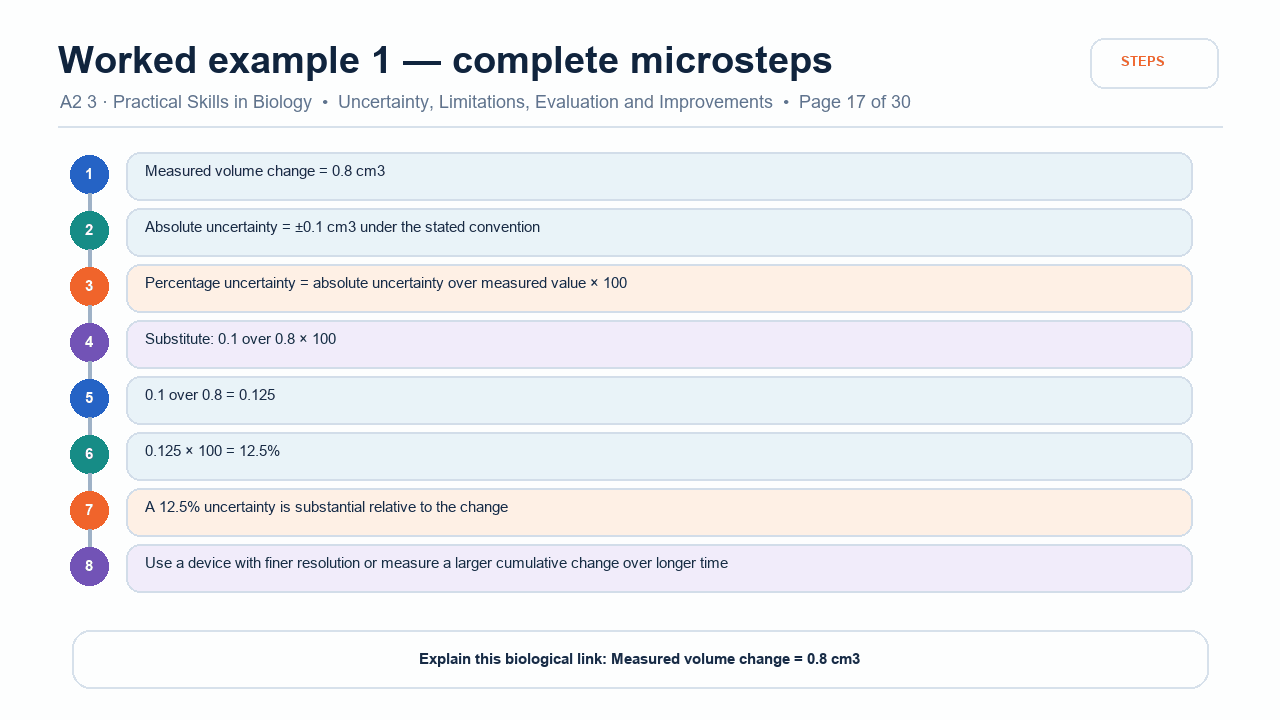 Worked example 1 — complete microsteps
STEPS
A2 3 · Practical Skills in Biology • Uncertainty, Limitations, Evaluation and Improvements • Page 17 of 30
1 Measured volume change = 0.8 cm3
2 Absolute uncertainty = ±0.1 cm3 under the stated convention
3 Percentage uncertainty = absolute uncertainty over measured value × 100
4 Substitute: 0.1 over 0.8 × 100
5 0.1 over 0.8 = 0.125
6 0.125 × 100 = 12.5%
7 A 12.5% uncertainty is substantial relative to the change
8 Use a device with finer resolution or measure a larger cumulative change over longer time
Explain this biological link: Measured volume change = 0.8 cm3